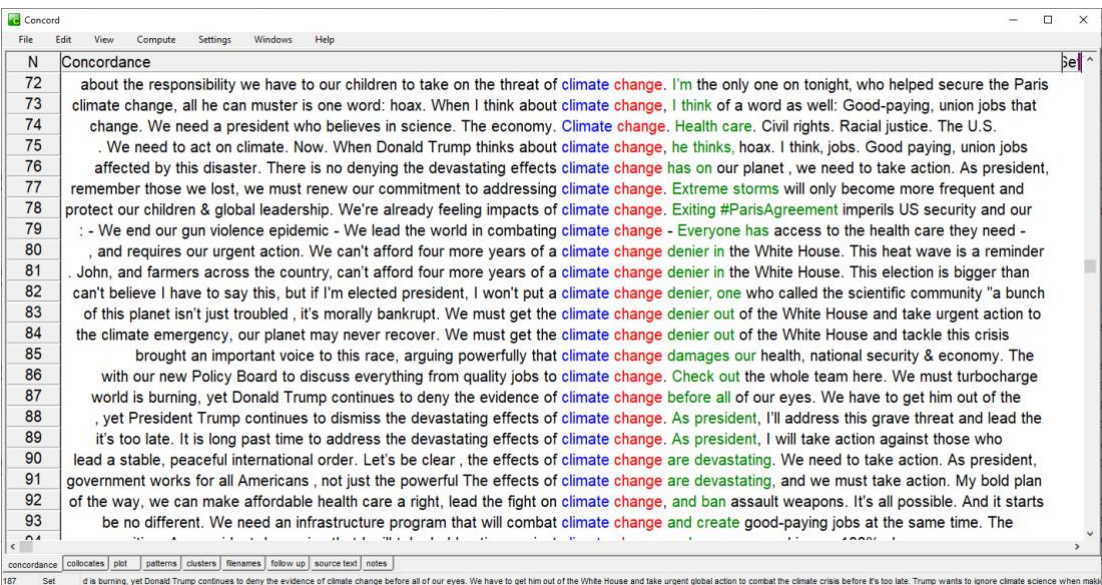 Concord
File Edit View Compute Settings Windows Help
N Concordance Set
72 about the responsibility we have to our children to take on the threat of climate change. I'm the only one on tonight, who helped secure the Paris
73 climate change, all he can muster is one word: hoax. When I think about climate change, I think of a word as well: Good-paying, union jobs that
74 change. We need a president who believes in science. The economy. Climate change. Health care. Civil rights. Racial justice. The U.S.
75 . We need to act on climate. Now. When Donald Trump thinks about climate change, he thinks, hoax. I think, jobs. Good paying, union jobs
76 affected by this disaster. There is no denying the devastating effects climate change has on our planet , we need to take action. As president,
77 remember those we lost, we must renew our commitment to addressing climate change. Extreme storms will only become more frequent and
78 protect our children & global leadership. We're already feeling impacts of climate change. Exiting #ParisAgreement imperils US security and our
79 : - We end our gun violence epidemic - We lead the world in combating climate change - Everyone has access to the health care they need -
80 , and requires our urgent action. We can't afford four more years of a climate change denier in the White House. This heat wave is a reminder
81 . John, and farmers across the country, can't afford four more years of a climate change denier in the White House. This election is bigger than
82 can't believe I have to say this, but if I'm elected president, I won't put a climate change denier, one who called the scientific community "a bunch
83 of this planet isn't just troubled , it's morally bankrupt. We must get the climate change denier out of the White House and take urgent action to
84 the climate emergency, our planet may never recover. We must get the climate change denier out of the White House and tackle this crisis
85 brought an important voice to this race, arguing powerfully that climate change damages our health, national security & economy. The
86 with our new Policy Board to discuss everything from quality jobs to climate change. Check out the whole team here. We must turbocharge
87 world is burning, yet Donald Trump continues to deny the evidence of climate change before all of our eyes. We have to get him out of the
88 , yet President Trump continues to dismiss the devastating effects of climate change. As president, I'll address this grave threat and lead the
89 it's too late. It is long past time to address the devastating effects of climate change. As president, I will take action against those who
90 lead a stable, peaceful international order. Let's be clear , the effects of climate change are devastating. We need to take action. As president,
91 government works for all Americans , not just the powerful The effects of climate change are devastating, and we must take action. My bold plan
92 of the way, we can make affordable health care a right, lead the fight on climate change, and ban assault weapons. It's all possible. And it starts
93 be no different. We need an infrastructure program that will combat climate change and create good-paying jobs at the same time. The
concordance collocates plot patterns clusters filenames follow up source text notes
187 Set d is burning, yet Donald Trump continues to deny the evidence of climate change before all of our eyes. We have to get him out of the White House and take urgent global action to combat the climate crisis before it's too late. Trump wants to ignore climate science when maki